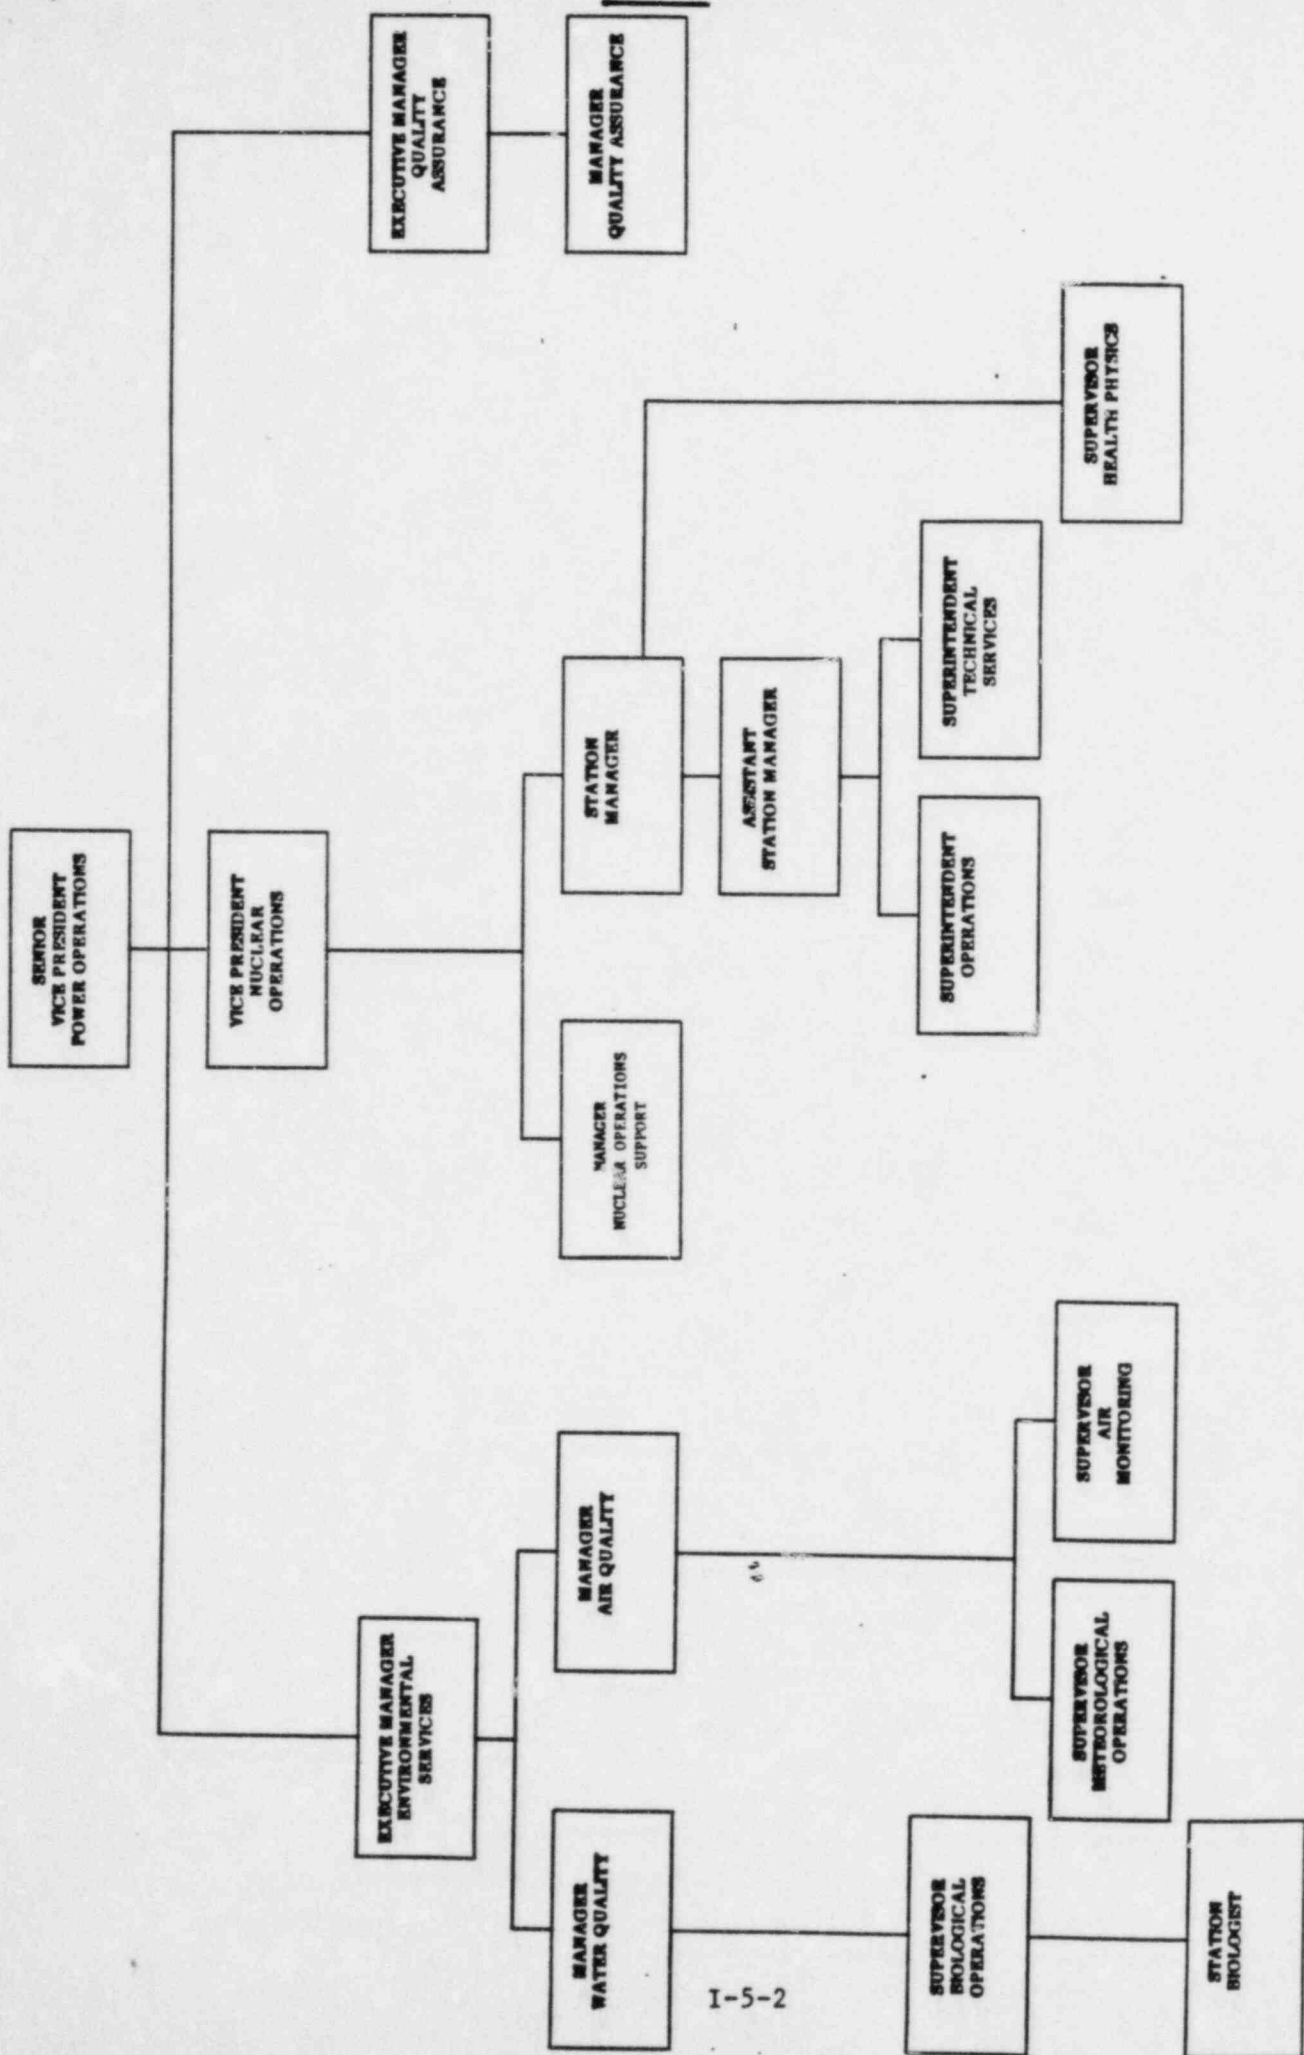 SENIOR
VICE PRESIDENT
POWER OPERATIONS
VICE PRESIDENT
NUCLEAR
OPERATIONS
EXECUTIVE MANAGER
ENVIRONMENTAL
SERVICES
EXECUTIVE MANAGER
QUALITY
ASSURANCE
MANAGER
WATER QUALITY
MANAGER
AIR QUALITY
MANAGER
NUCLEAR OPERATIONS
SUPPORT
STATION
MANAGER
MANAGER
QUALITY ASSURANCE
ASSISTANT
STATION MANAGER
SUPERVISOR
BIOLOGICAL
OPERATIONS
SUPERINTENDENT
OPERATIONS
SUPERINTENDENT
TECHNICAL
SERVICES
SUPERVISOR
METEOROLOGICAL
OPERATIONS
SUPERVISOR
AIR
MONITORING
SUPERVISOR
HEALTH PHYSICS
STATION
BIOLOGIST
I-5-2